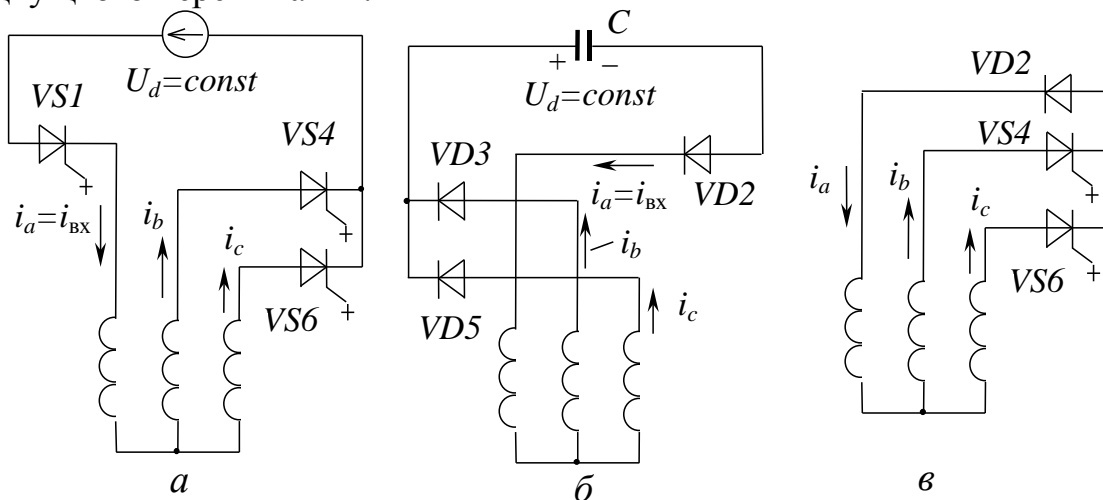 C
+ –
U_d=const
U_d=const
VD2
VS1
VS4
VS4
VD3
+
i_a=i_вх
VD2
i_a
i_b
+
i_a=i_вх
i_b
i_c
+
i_c
i_b
VS6
+
VD5
i_c
VS6
+
а
б
в